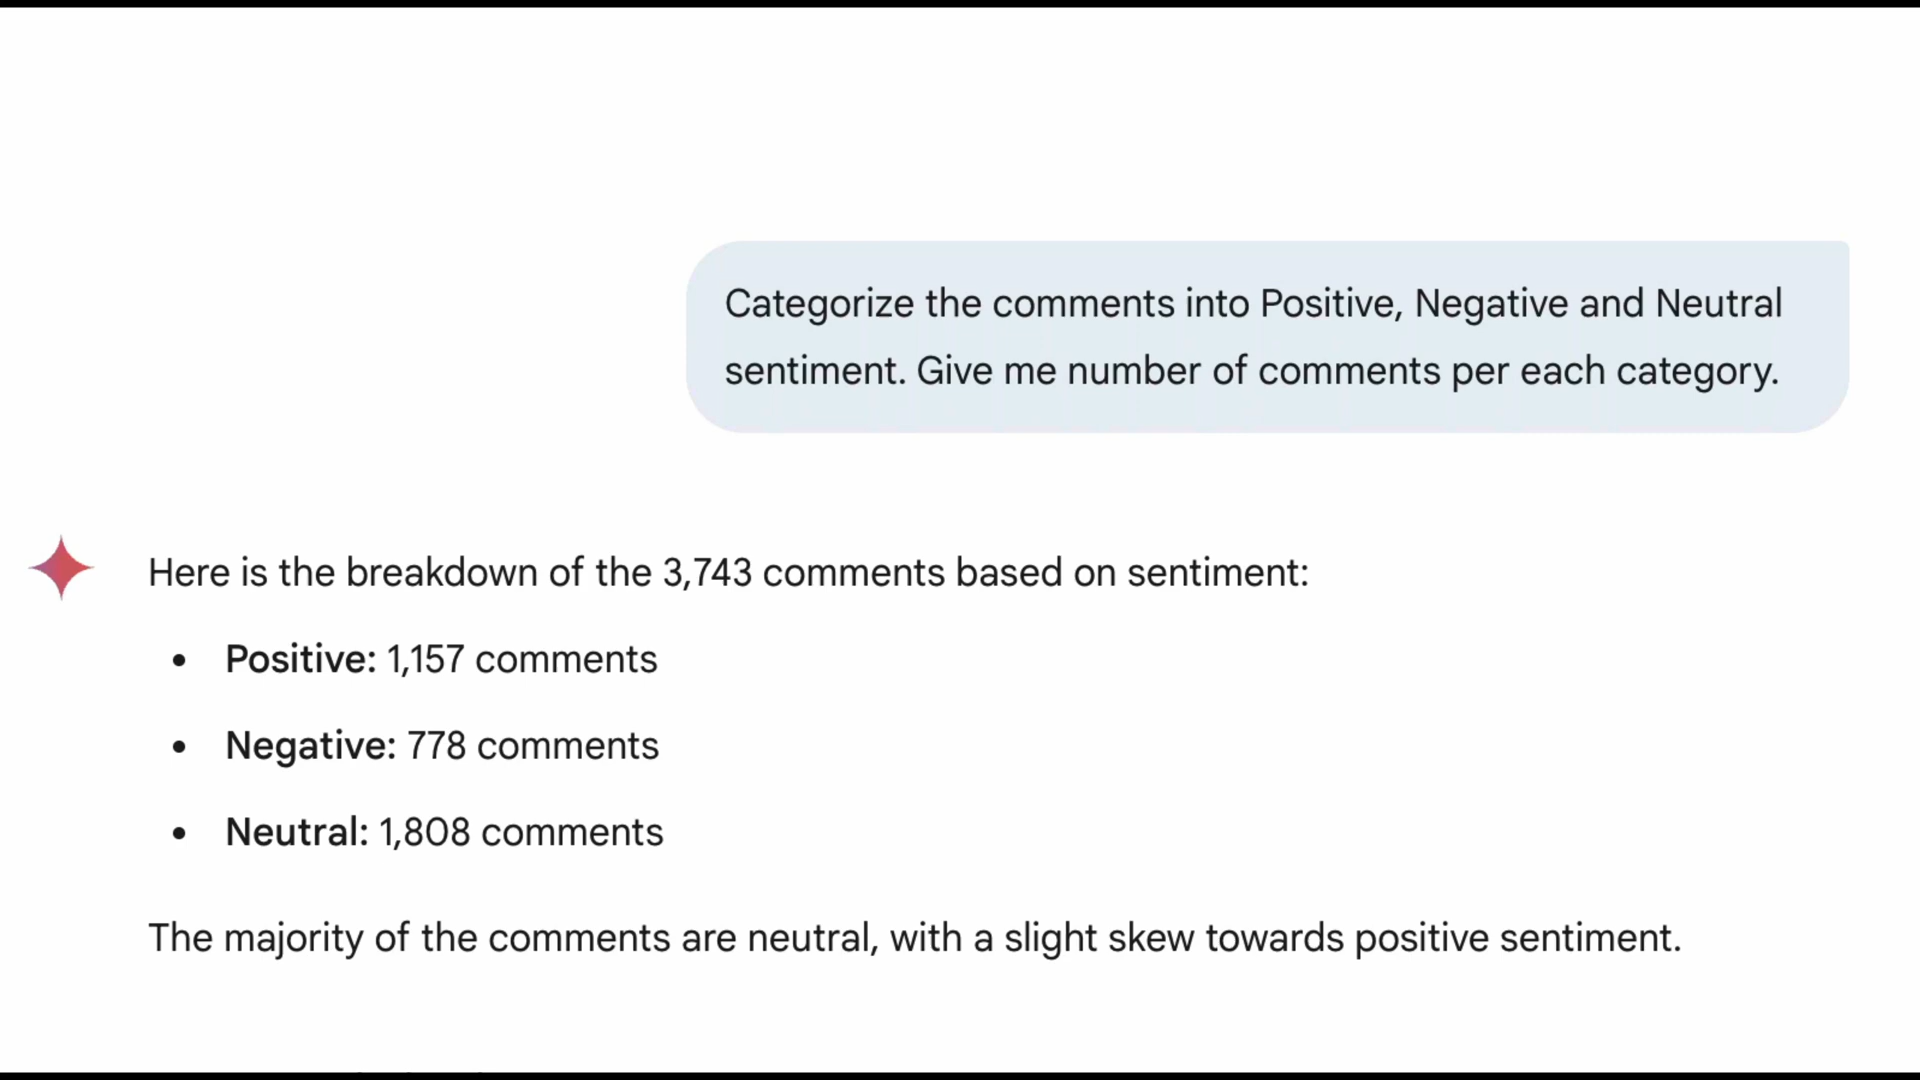 Categorize the comments into Positive, Negative and Neutral
sentiment. Give me number of comments per each category.
Here is the breakdown of the 3,743 comments based on sentiment:
• Positive: 1,157 comments
• Negative: 778 comments
• Neutral: 1,808 comments
The majority of the comments are neutral, with a slight skew towards positive sentiment.